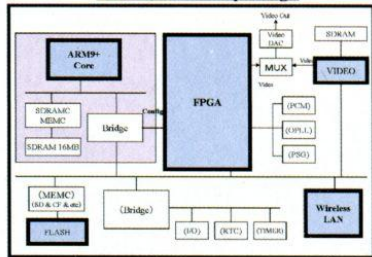 Video Out
Video
DAC
SDRAM
ARM9+
Core
MUX
Video
VIDEO
Video
FPGA
Config
SDRAMC
MEMC
Bridge
(PCM)
(OPLL)
(PSG)
SDRAM 16MB
(MEMC)
(SD & CF & etc)
(Bridge)
Wireless
LAN
FLASH
(I/O)
(RTC)
(TIMER)